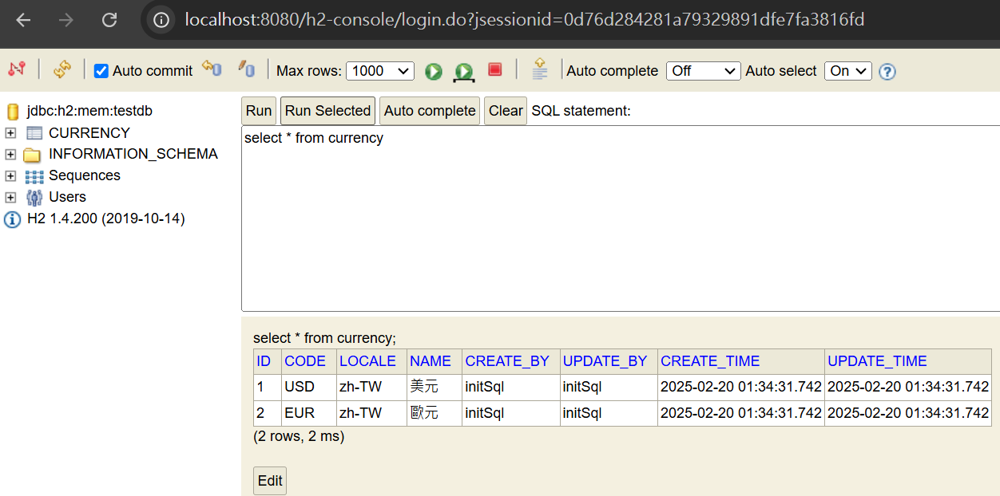 localhost:8080/h2-console/login.do?jsessionid=0d76d284281a79329891dfe7fa3816fd
Auto commit Max rows: 1000 Auto complete Off Auto select On
jdbc:h2:mem:testdb
CURRENCY
INFORMATION_SCHEMA
Sequences
Users
H2 1.4.200 (2019-10-14)
Run Run Selected Auto complete Clear SQL statement:
select * from currency
select * from currency;
ID CODE LOCALE NAME CREATE_BY UPDATE_BY CREATE_TIME UPDATE_TIME
1 USD zh-TW 美元 initSql initSql 2025-02-20 01:34:31.742 2025-02-20 01:34:31.742
2 EUR zh-TW 歐元 initSql initSql 2025-02-20 01:34:31.742 2025-02-20 01:34:31.742
(2 rows, 2 ms)
Edit